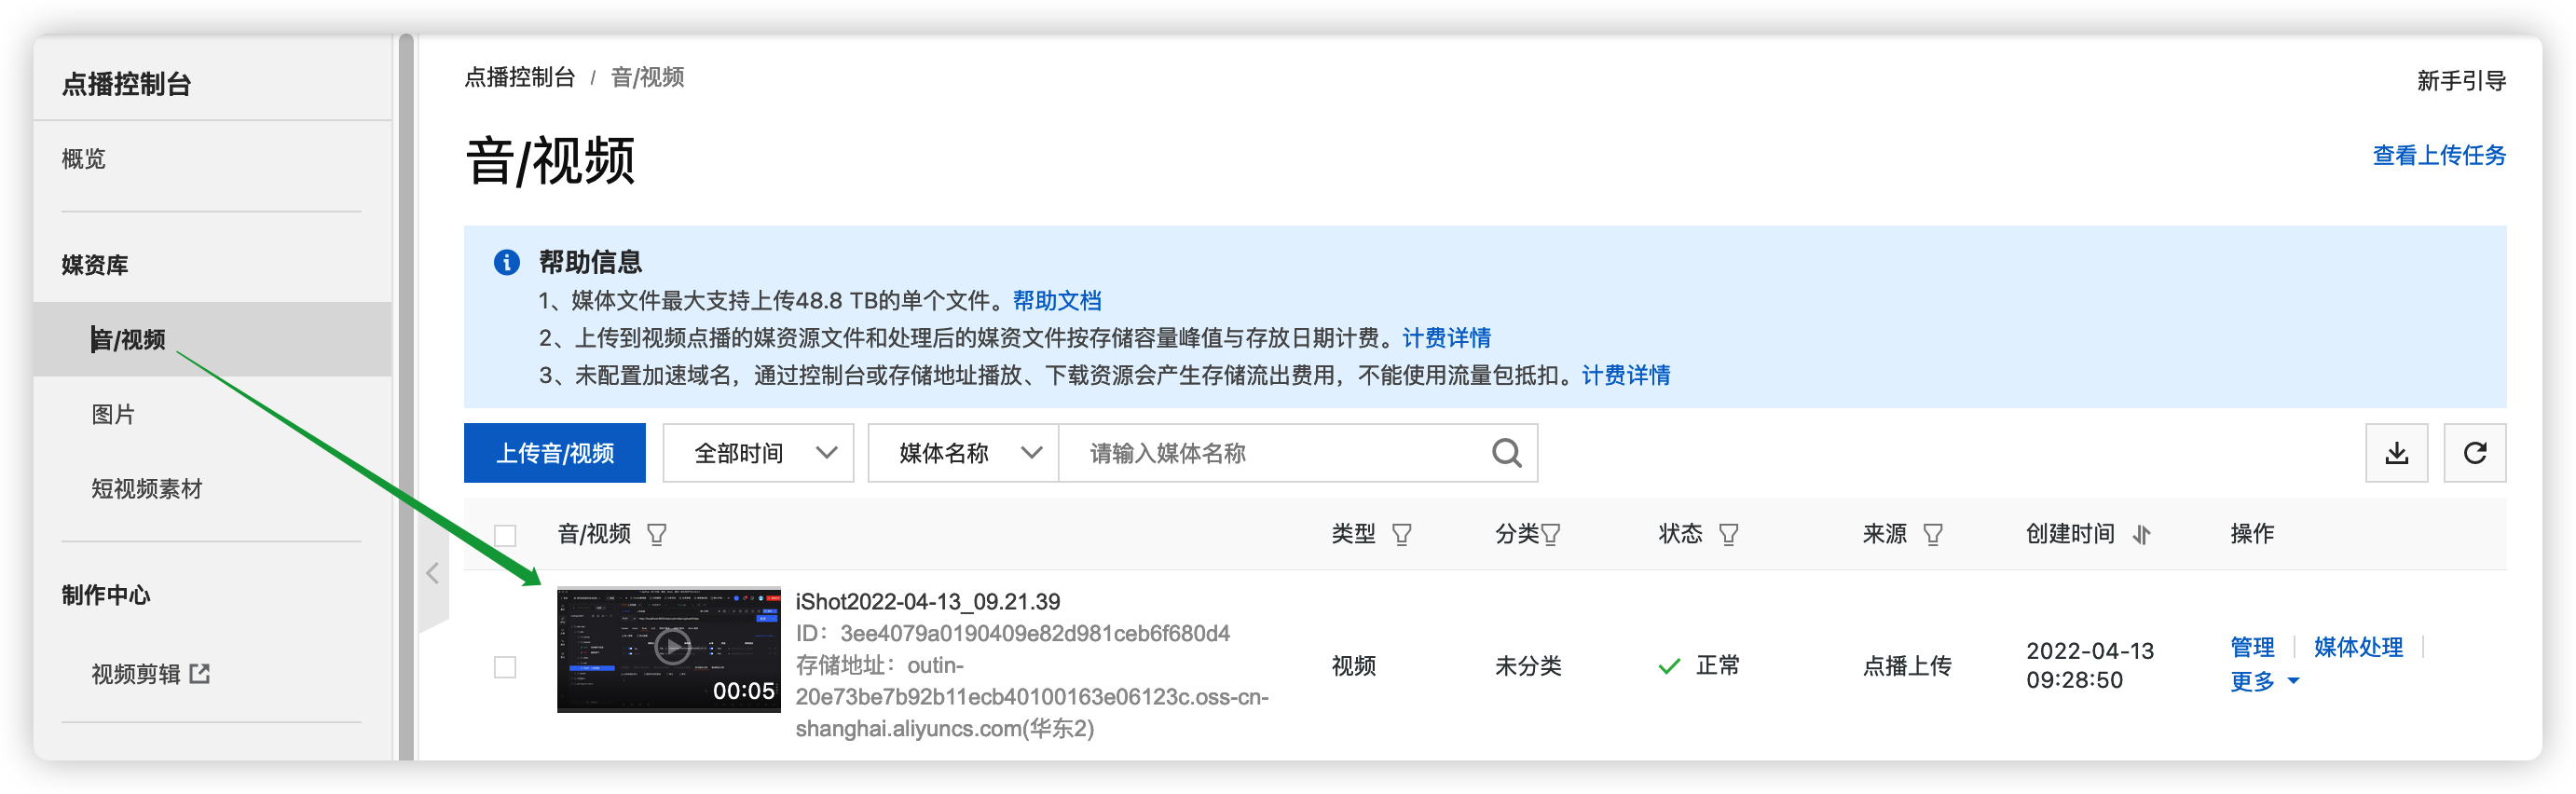 点播控制台
概览
媒资库
音/视频
图片
短视频素材
制作中心
视频剪辑
点播控制台 / 音/视频
新手引导
音/视频
查看上传任务
帮助信息
1、媒体文件最大支持上传48.8 TB的单个文件。帮助文档
2、上传到视频点播的媒资源文件和处理后的媒资文件按存储容量峰值与存放日期计费。计费详情
3、未配置加速域名，通过控制台或存储地址播放、下载资源会产生存储流出费用，不能使用流量包抵扣。计费详情
上传音/视频 全部时间 媒体名称 请输入媒体名称
音/视频 类型 分类 状态 来源 创建时间 操作
00:05
iShot2022-04-13_09.21.39
ID：3ee4079a0190409e82d981ceb6f680d4
存储地址：outin-
20e73be7b92b11ecb40100163e06123c.oss-cn-
shanghai.aliyuncs.com(华东2)
视频 未分类 正常 点播上传
2022-04-13
09:28:50
管理 媒体处理
更多